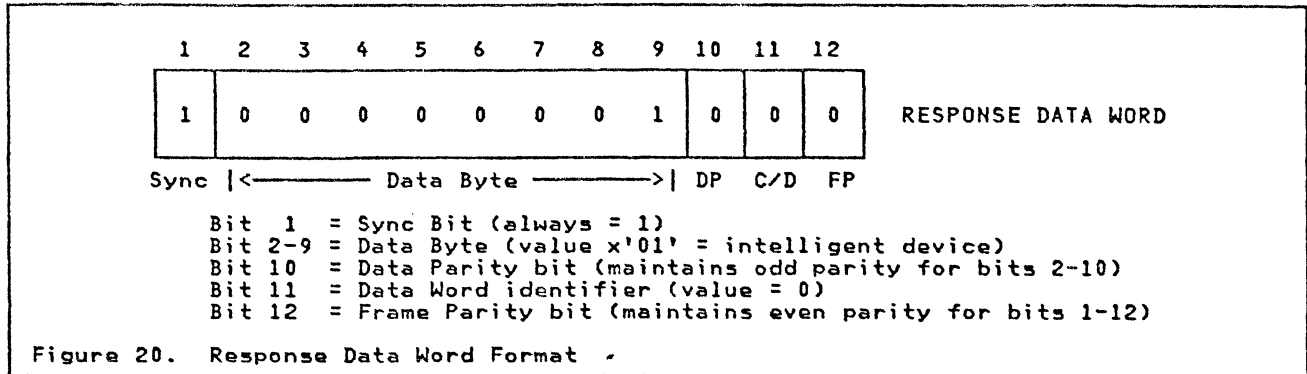 1 2 3 4 5 6 7 8 9 10 11 12
1 0 0 0 0 0 0 0 1 0 0 0 RESPONSE DATA WORD
Sync |<———— Data Byte ————>| DP C/D FP
Bit 1 = Sync Bit (always = 1)
Bit 2-9 = Data Byte (value x'01' = intelligent device)
Bit 10 = Data Parity bit (maintains odd parity for bits 2-10)
Bit 11 = Data Word identifier (value = 0)
Bit 12 = Frame Parity bit (maintains even parity for bits 1-12)
Figure 20. Response Data Word Format